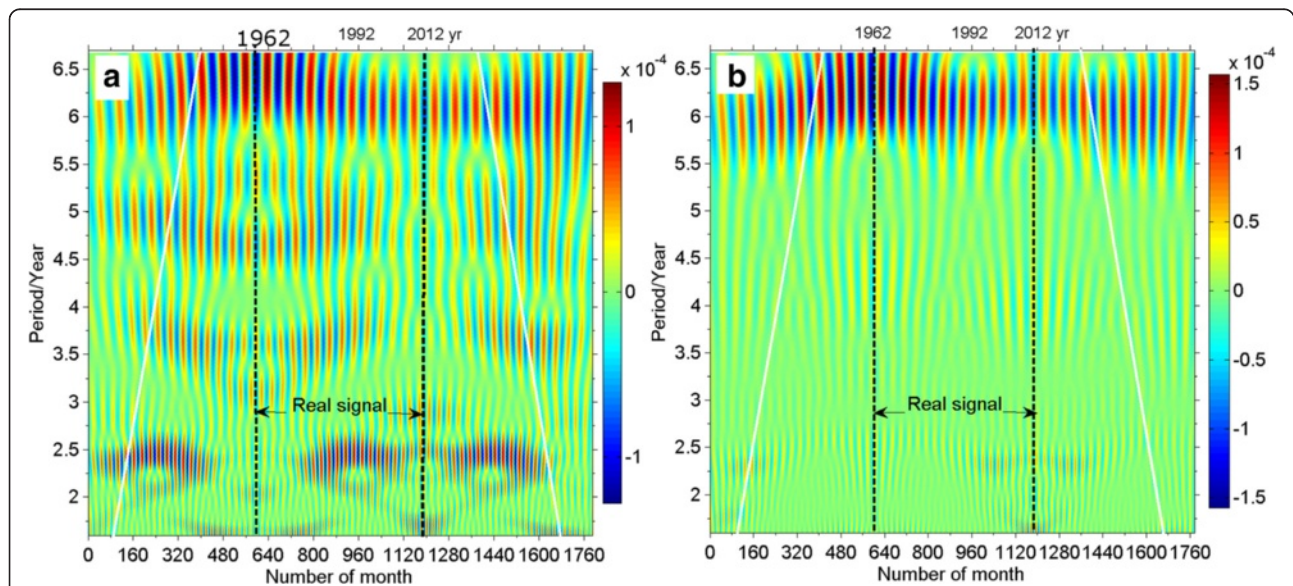 1962 1992 2012 yr
a
x 10⁻⁴
6.5
6
5.5
5
4.5
4
3.5
3
2.5
2
Period/Year
Real signal
1
0
-1
0 160 320 480 640 800 960 1120 1280 1440 1600 1760
Number of month
1962 1992 2012 yr
b
x 10⁻⁴
6.5
6
5.5
5
4.5
4
3.5
3
2.5
2
Period/Year
Real signal
1.5
1
0.5
0
-0.5
-1
-1.5
0 160 320 480 640 800 960 1120 1280 1440 1600 1760
Number of month